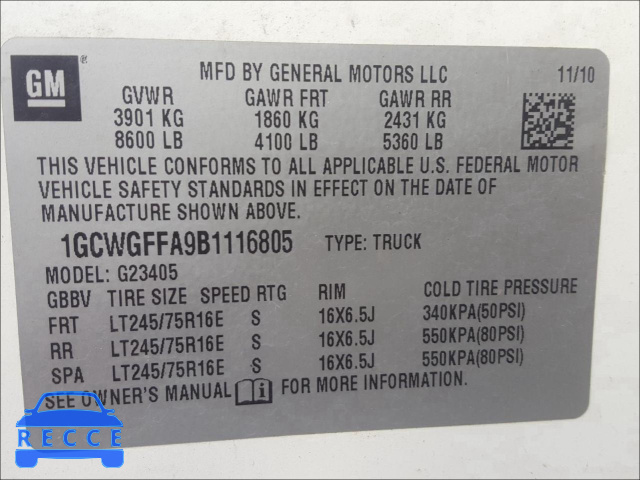 GM ®
MFD BY GENERAL MOTORS LLC 11/10
GVWR GAWR FRT GAWR RR
3901 KG 1860 KG 2431 KG
8600 LB 4100 LB 5360 LB
THIS VEHICLE CONFORMS TO ALL APPLICABLE U.S. FEDERAL MOTOR
VEHICLE SAFETY STANDARDS IN EFFECT ON THE DATE OF
MANUFACTURE SHOWN ABOVE.
1GCWGFFA9B1116805 TYPE: TRUCK
MODEL: G23405
GBBV TIRE SIZE SPEED RTG RIM COLD TIRE PRESSURE
FRT LT245/75R16E S 16X6.5J 340KPA(50PSI)
RR LT245/75R16E S 16X6.5J 550KPA(80PSI)
SPA LT245/75R16E S 16X6.5J 550KPA(80PSI)
SEE OWNER'S MANUAL i FOR MORE INFORMATION.
RECCE